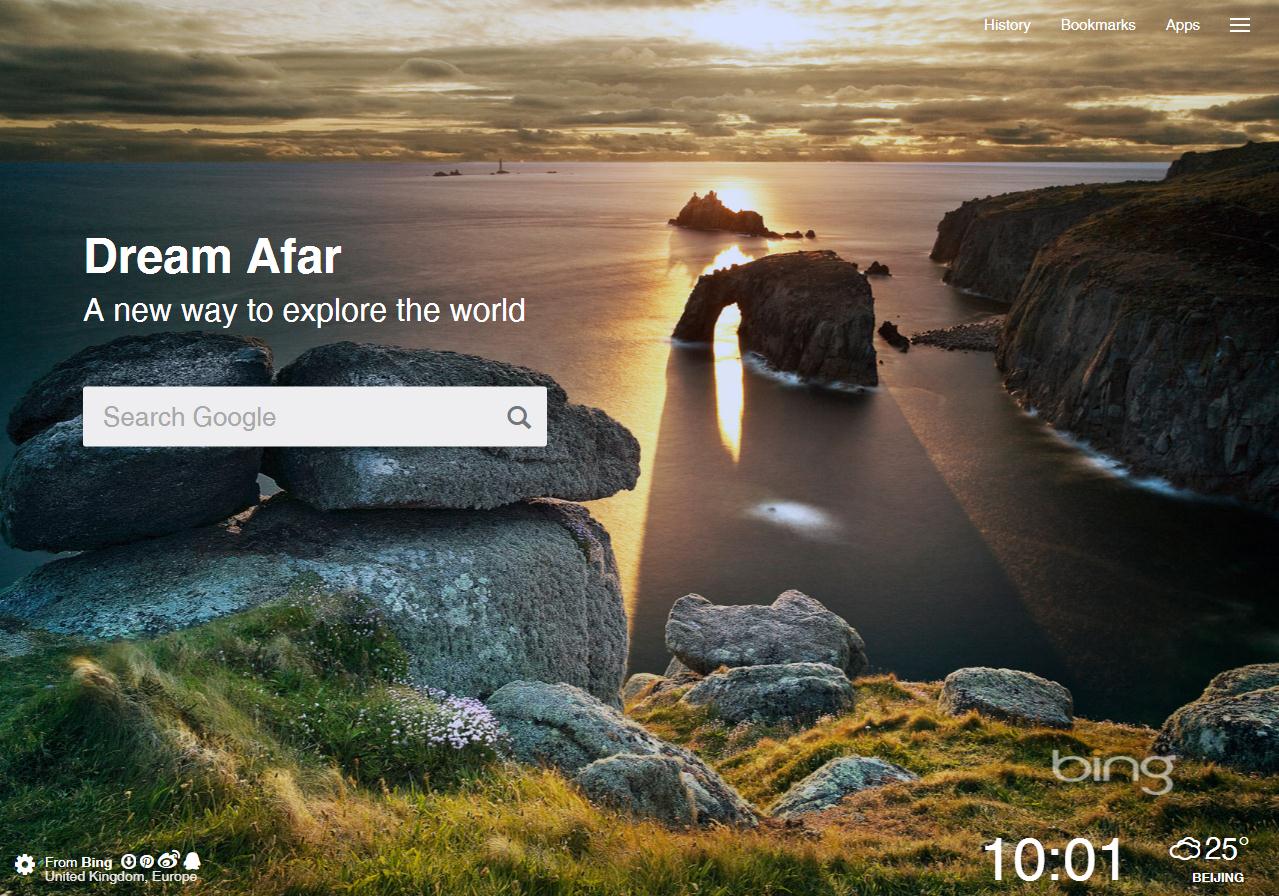 History Bookmarks Apps
Dream Afar
A new way to explore the world
Search Google
bing
From Bing
United Kingdom, Europe
10:01
25°
BEIJING